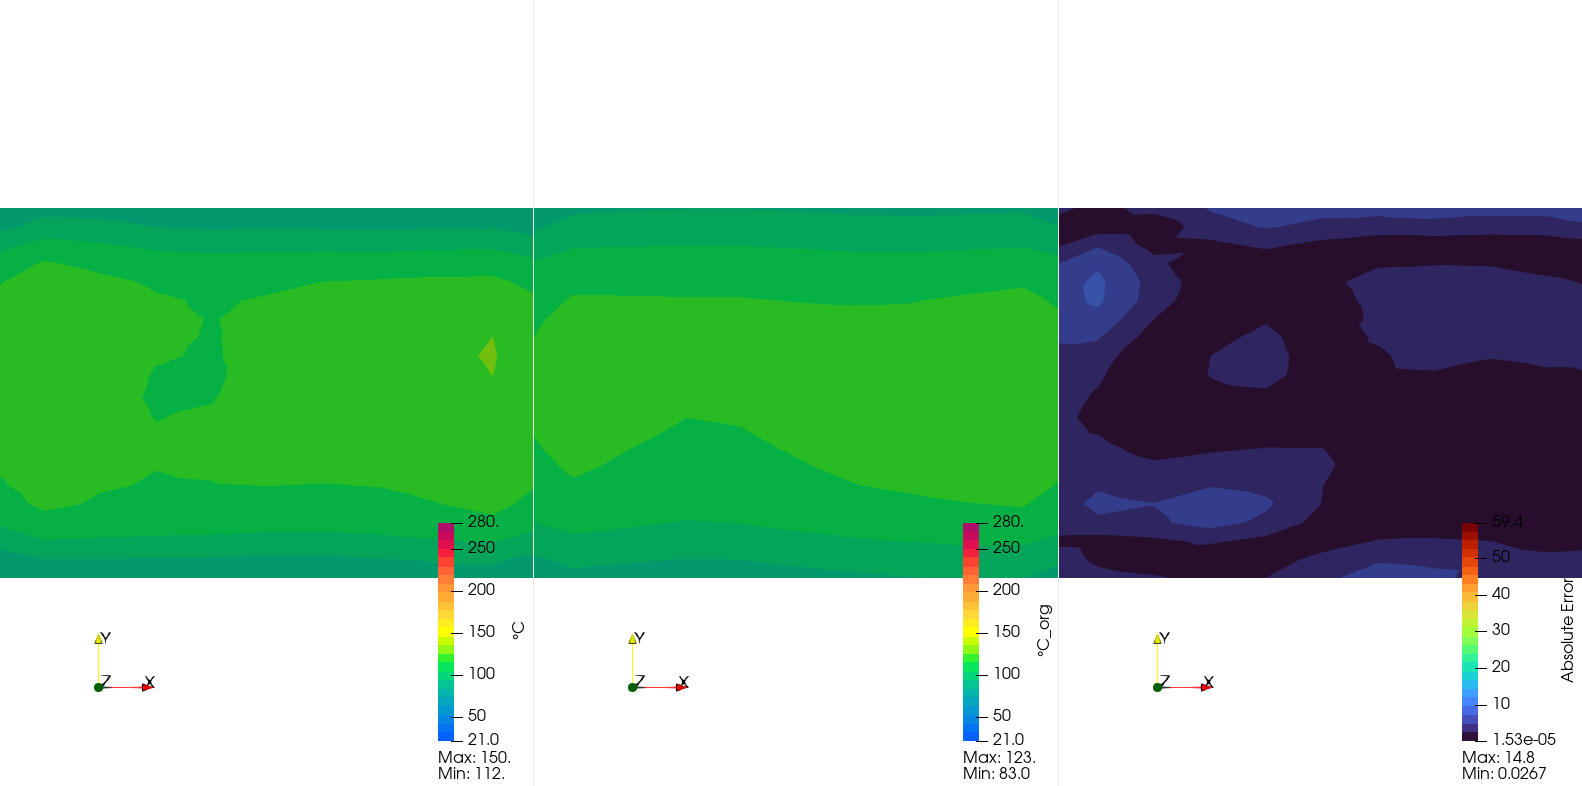 280.
250
200
150
100
50
21.0
°C
Max: 150.
Min: 112.
Y
Z
X
280.
250
200
150
100
50
21.0
°C_org
Max: 123.
Min: 83.0
Y
Z
X
59.4
50
40
30
20
10
1.53e-05
Absolute Error
Max: 14.8
Min: 0.0267
Y
Z
X